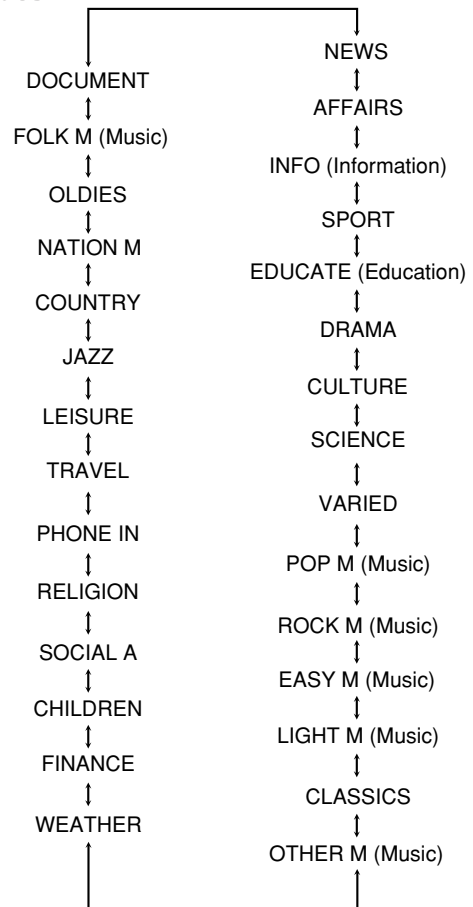 DOCUMENT
FOLK M (Music)
OLDIES
NATION M
COUNTRY
JAZZ
LEISURE
TRAVEL
PHONE IN
RELIGION
SOCIAL A
CHILDREN
FINANCE
WEATHER
NEWS
AFFAIRS
INFO (Information)
SPORT
EDUCATE (Education)
DRAMA
CULTURE
SCIENCE
VARIED
POP M (Music)
ROCK M (Music)
EASY M (Music)
LIGHT M (Music)
CLASSICS
OTHER M (Music)